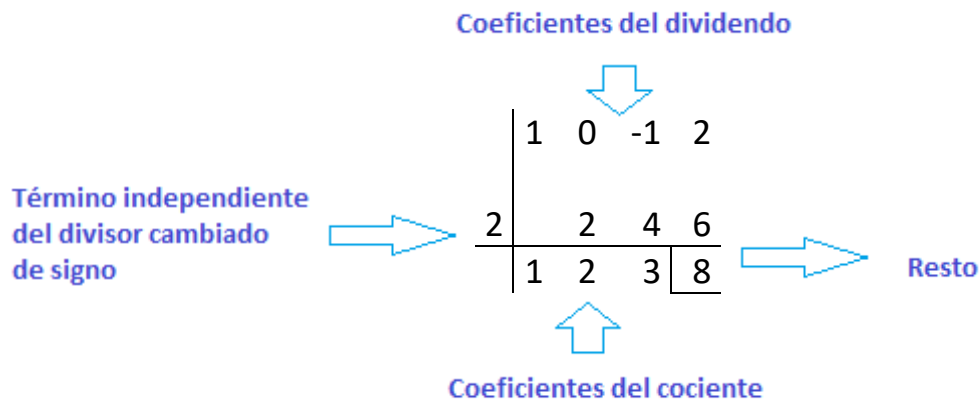 Coeficientes del dividendo
1 0 -1 2
Término independiente
del divisor cambiado
de signo
2 2 4 6
1 2 3 8
Resto
Coeficientes del cociente